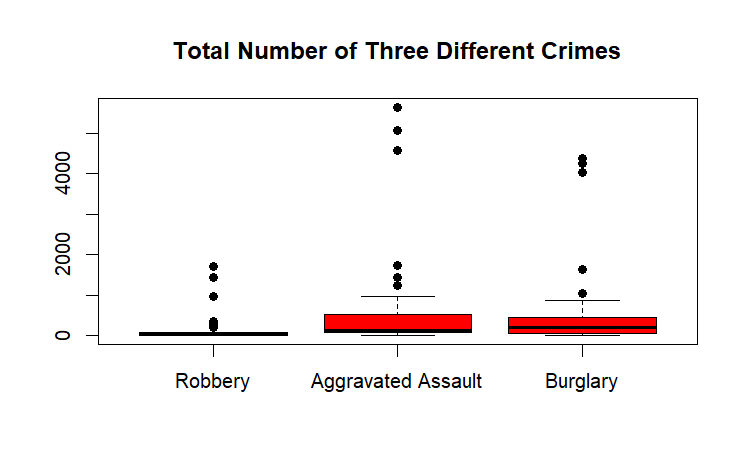 Total Number of Three Different Crimes
4000
2000
0
Robbery Aggravated Assault Burglary